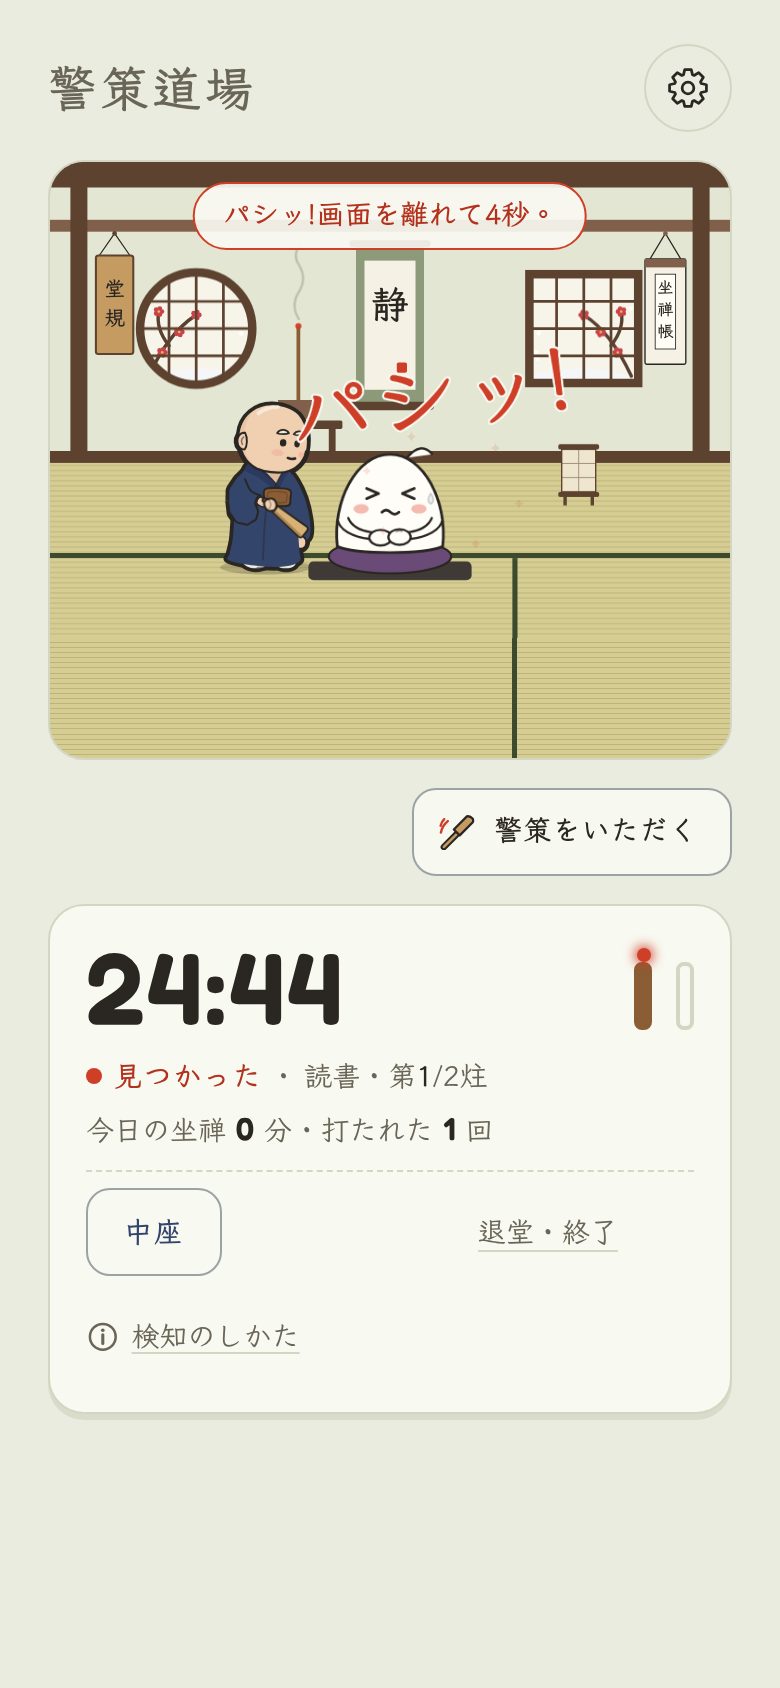 警策道場
パシッ!画面を離れて4秒。
堂規
静
坐禅帳
パシッ!
警策をいただく
24:44
見つかった ・ 読書・第1/2炷
今日の坐禅 0 分・打たれた 1 回
中座
退堂・終了
検知のしかた